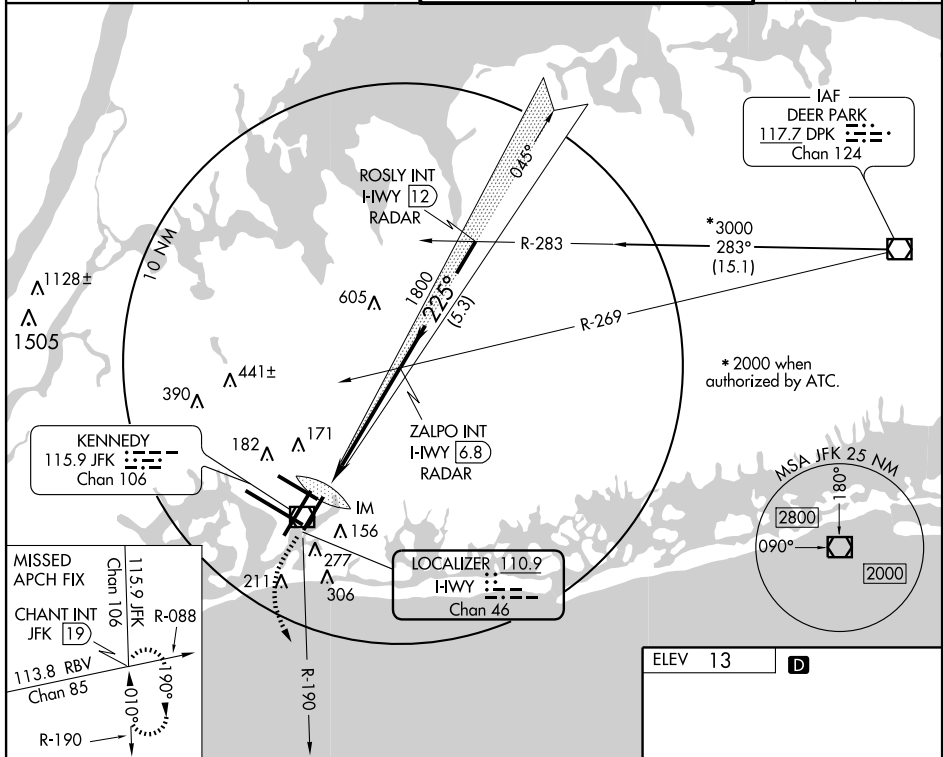 IAF
DEER PARK
117.7 DPK
Chan 124
ROSLY INT
I-IWY 12
RADAR
045°
10 NM
R-283
*3000
283°
(15.1)
1128±
1505
605
1800
225°
(5.3)
R-269
* 2000 when
authorized by ATC.
441±
390
KENNEDY
115.9 JFK
Chan 106
182
171
ZALPO INT
I-IWY 6.8
RADAR
IM
156
277
211
306
LOCALIZER 110.9
I-IWY
Chan 46
MSA JFK 25 NM
180°
2800
090°
2000
MISSED
APCH FIX
115.9 JFK
Chan 106
CHANT INT
JFK 19
R-088
113.8 RBV
Chan 85
190°
010°
R-190
R-190
ELEV 13
D